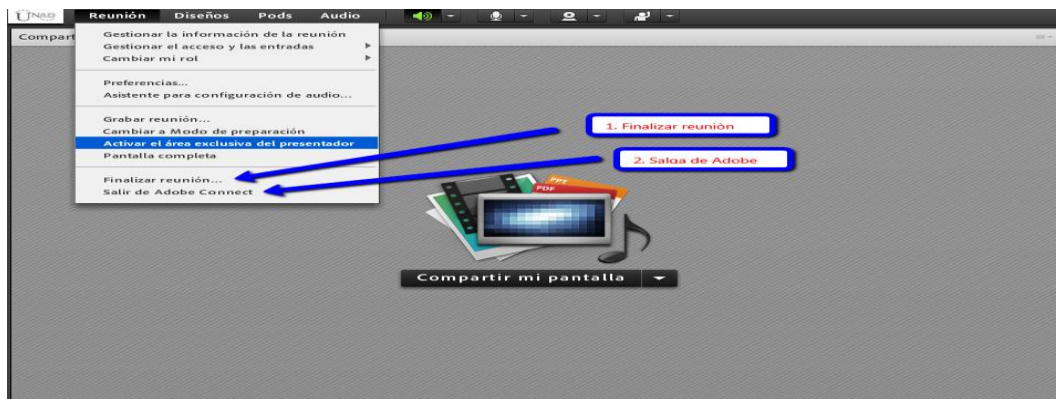 UNAD Reunión Diseños Pods Audio
Compart
Gestionar la información de la reunión
Gestionar el acceso y las entradas
Cambiar mi rol
Preferencias...
Asistente para configuración de audio...
Grabar reunión...
Cambiar a Modo de preparación
Activar el área exclusiva del presentador
Pantalla completa
Finalizar reunión...
Salir de Adobe Connect
1. Finalizar reuniòn
2. Salga de Adobe
PPT
PDF
Compartir mi pantalla